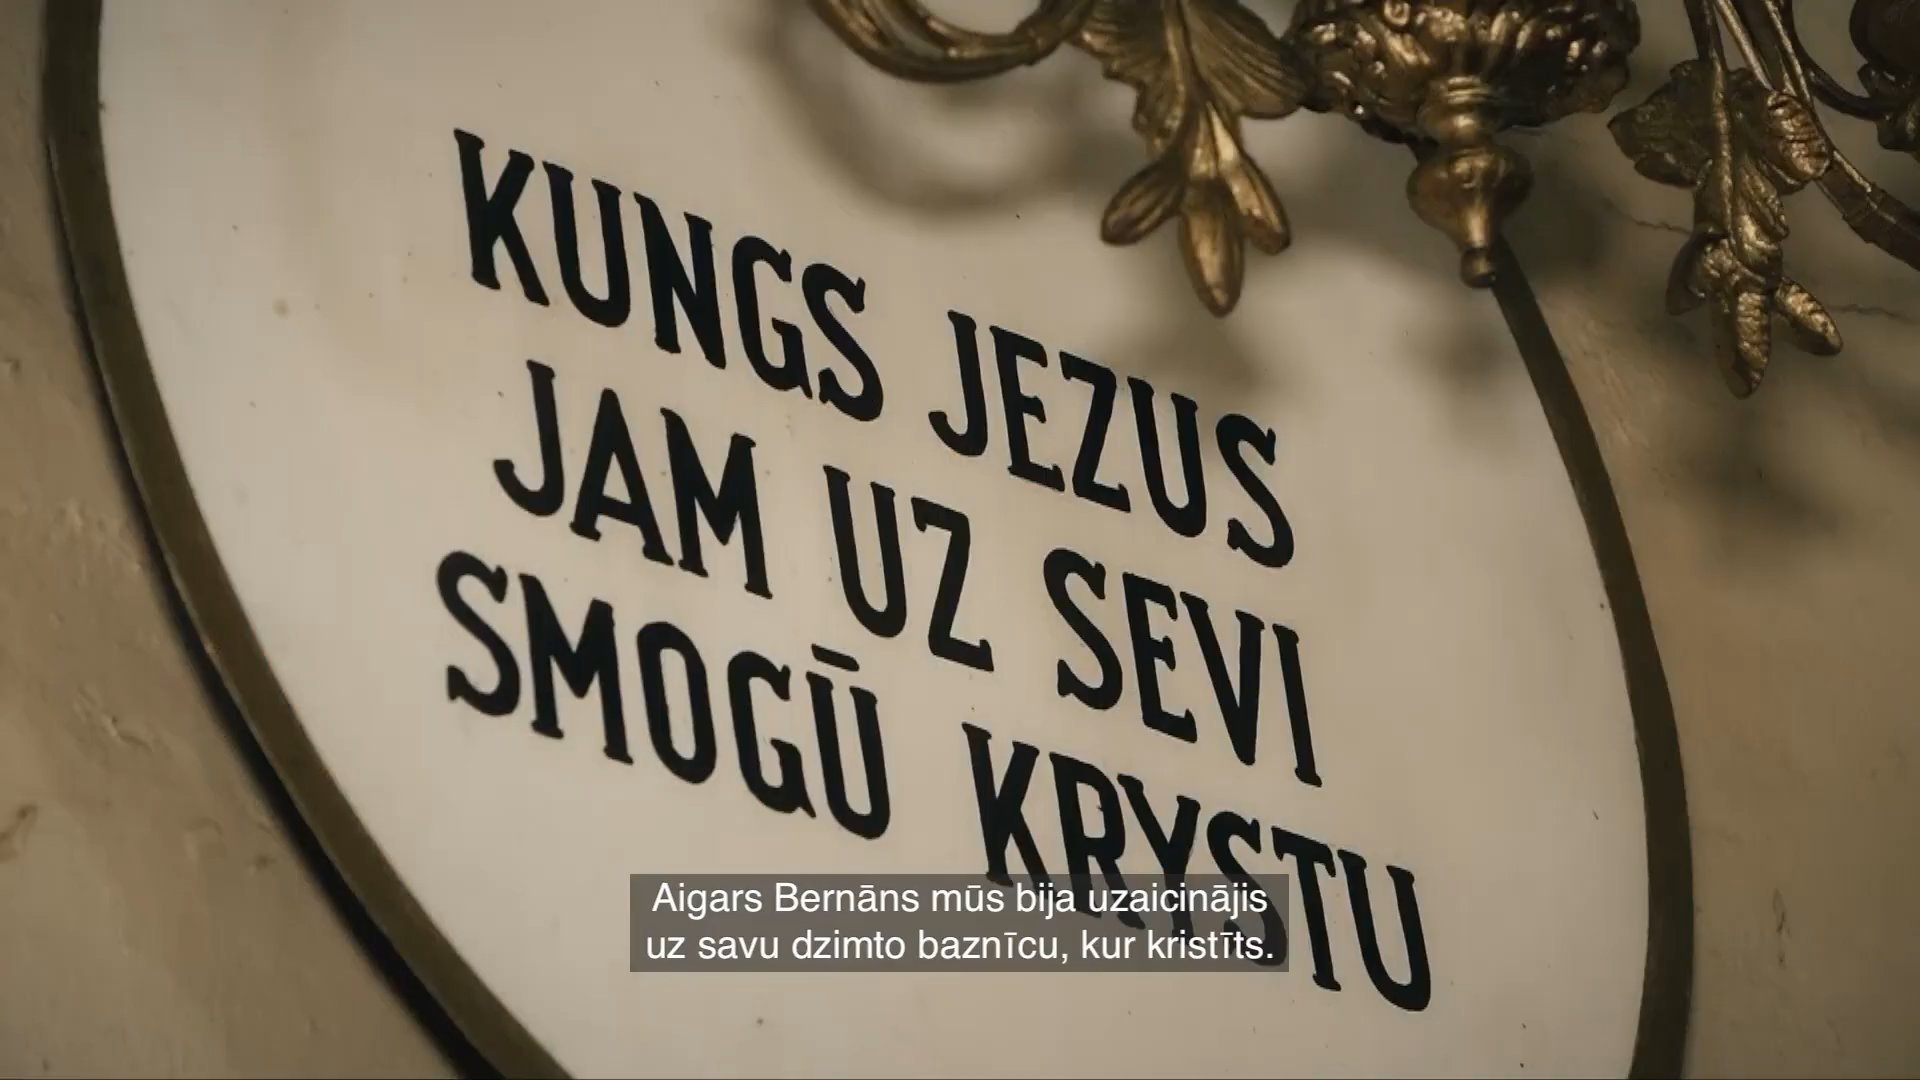 KUNGS JEZUS
JAM UZ SEVI
SMOGŪ KRYSTU
Aigars Bernāns mūs bija uzaicinājis
uz savu dzimto baznīcu, kur kristīts.